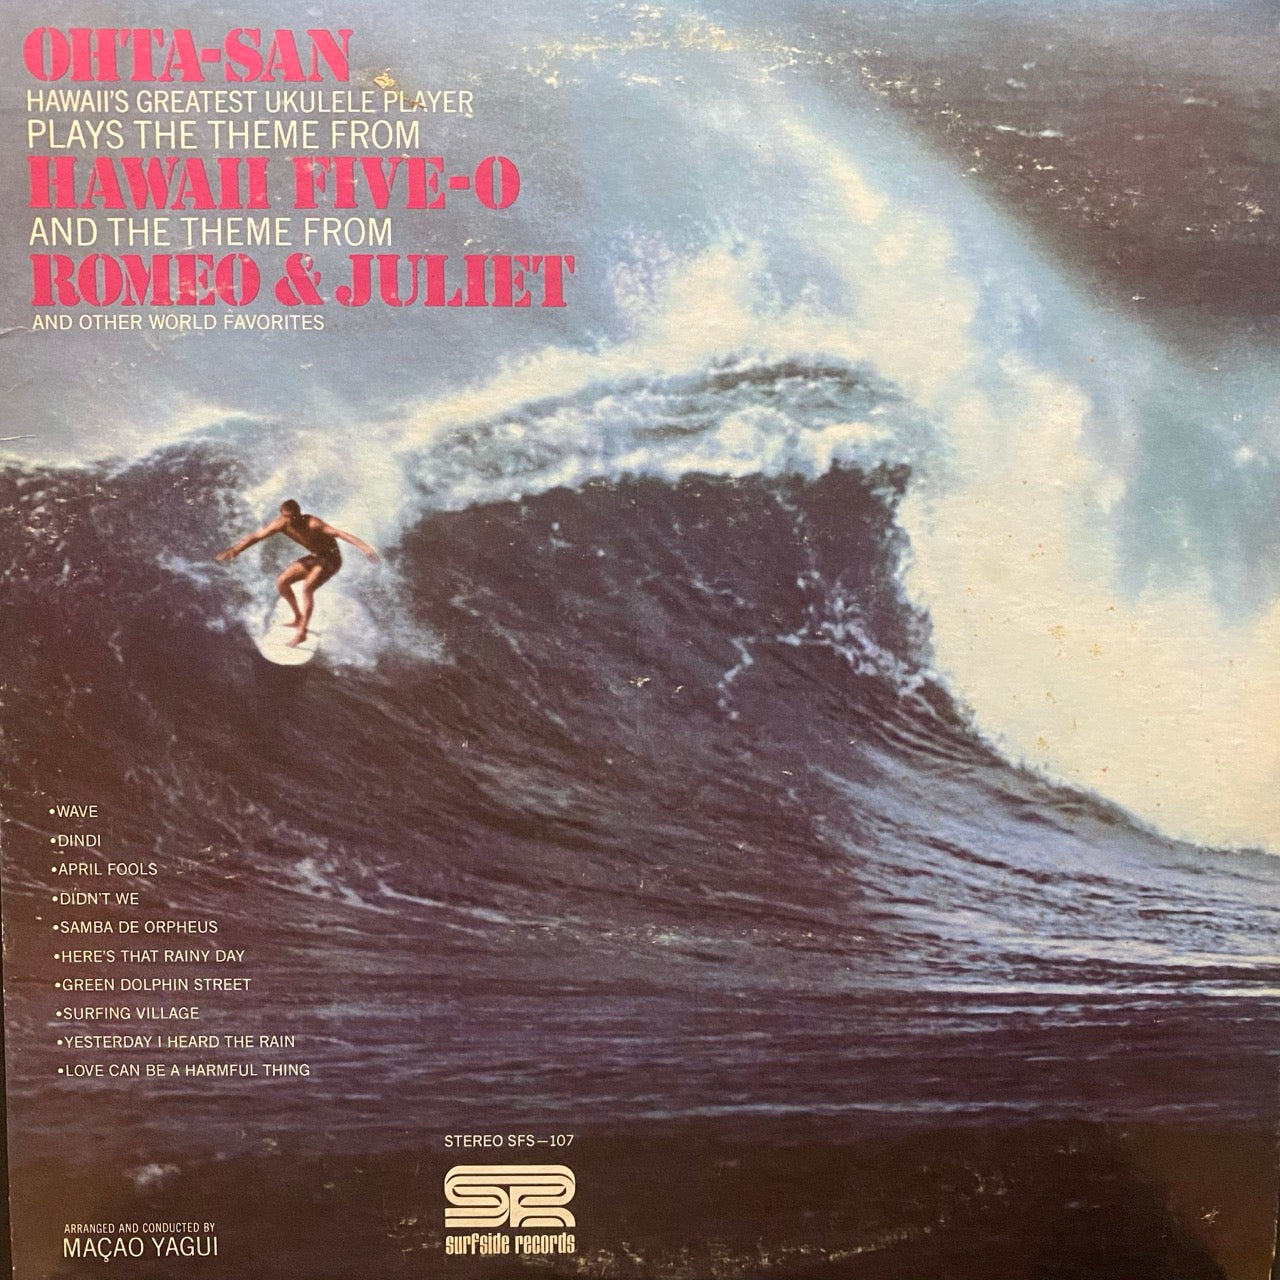 OHTA-SAN
HAWAII'S GREATEST UKULELE PLAYER
PLAYS THE THEME FROM
HAWAII FIVE-O
AND THE THEME FROM
ROMEO & JULIET
AND OTHER WORLD FAVORITES
•WAVE
•DINDI
•APRIL FOOLS
•DIDN'T WE
•SAMBA DE ORPHEUS
•HERE'S THAT RAINY DAY
•GREEN DOLPHIN STREET
•SURFING VILLAGE
•YESTERDAY I HEARD THE RAIN
•LOVE CAN BE A HARMFUL THING
STEREO SFS–107
SR
surfside records
ARRANGED AND CONDUCTED BY
MAÇAO YAGUI